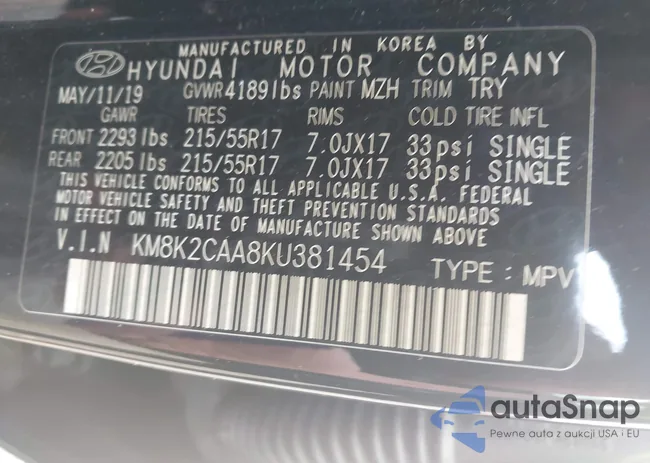 MANUFACTURED IN KOREA BY
HYUNDAI MOTOR COMPANY
MAY/11/19 GVWR 4189 lbs PAINT MZH TRIM TRY
GAWR TIRES RIMS COLD TIRE INFL
FRONT 2293 lbs 215/55R17 7.0JX17 33psi SINGLE
REAR 2205 lbs 215/55R17 7.0JX17 33psi SINGLE
THIS VEHICLE CONFORMS TO ALL APPLICABLE U.S.A. FEDERAL
MOTOR VEHICLE SAFETY, BUMPER, AND THEFT PREVENTION STANDARDS
IN EFFECT ON THE DATE OF MANUFACTURE SHOWN ABOVE
V.I.N KM8K2CAA8KU381454
TYPE : MPV
autoSnap
Pewne auta z aukcji USA i EU